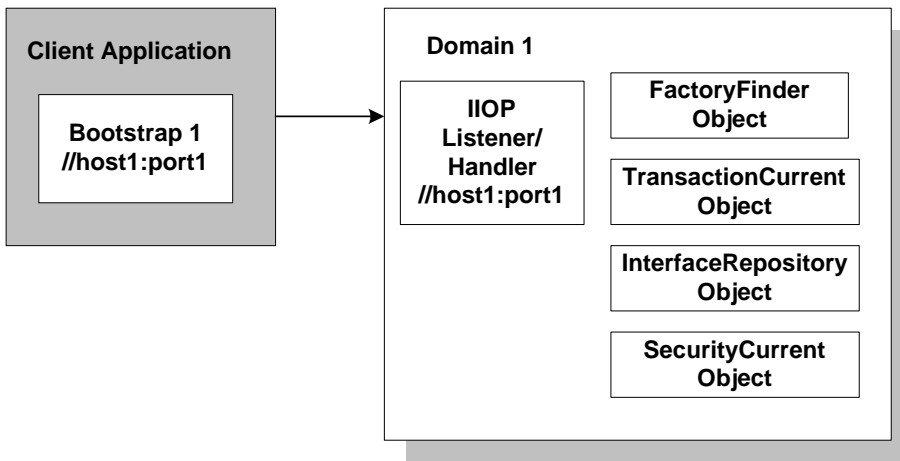 Client Application
Bootstrap 1
//host1:port1
Domain 1
IIOP
Listener/
Handler
//host1:port1
FactoryFinder
Object
TransactionCurrent
Object
InterfaceRepository
Object
SecurityCurrent
Object